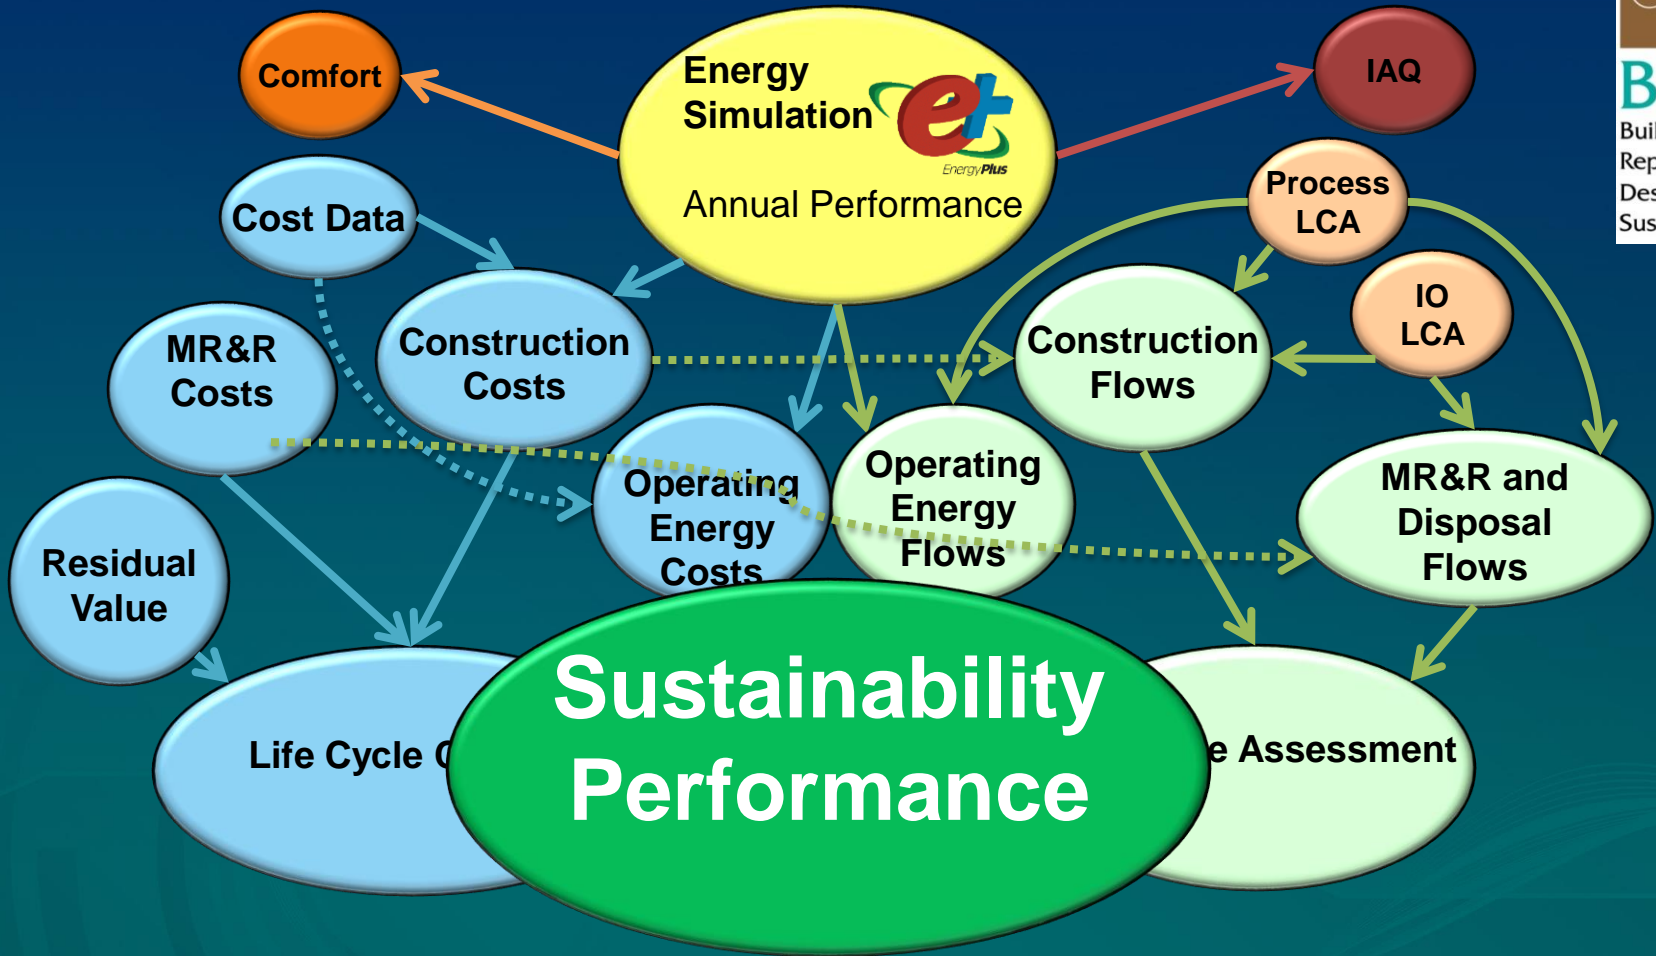 Comfort
Energy
Simulation
EnergyPlus
Annual Performance
IAQ
B
Buil
Rep
Des
Sus
Cost Data
Process
LCA
IO
LCA
MR&R
Costs
Construction
Costs
Construction
Flows
Operating
Energy
Costs
Operating
Energy
Flows
MR&R and
Disposal
Flows
Residual
Value
Life Cycle C
e Assessment
Sustainability
Performance